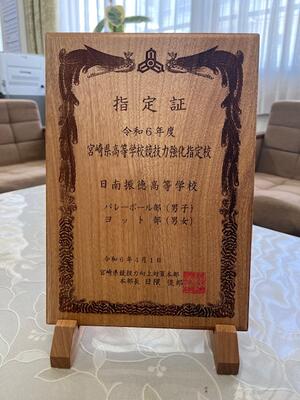 指定証
令和6年度
宮崎県高等学校競技力強化指定校
日南振徳高等学校
バレーボール部(男子)
ヨット 部(男女)
令和6年4月1日
宮崎県競技力向上対策本部
本部長 日隈 俊郎